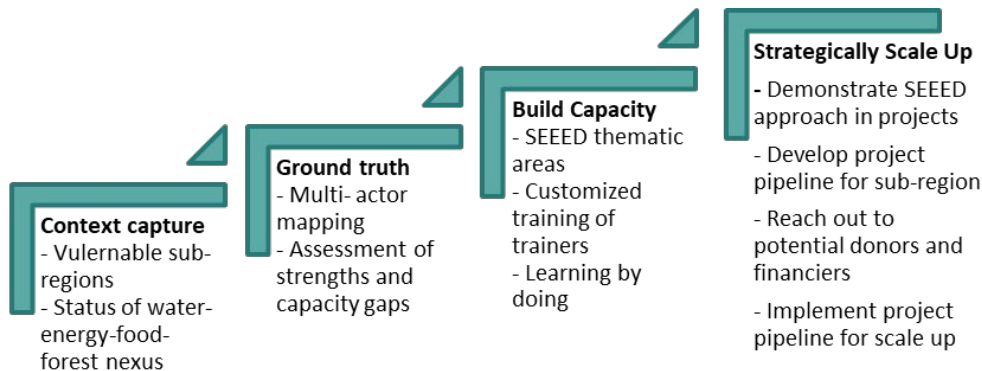 Context capture
- Vulernable sub-
regions
- Status of water-
energy-food-
forest nexus
Ground truth
- Multi- actor
mapping
- Assessment of
strengths and
capacity gaps
Build Capacity
- SEEED thematic
areas
- Customized
training of
trainers
- Learning by
doing
Strategically Scale Up
- Demonstrate SEEED
approach in projects
- Develop project
pipeline for sub-region
- Reach out to
potential donors and
financiers
- Implement project
pipeline for scale up